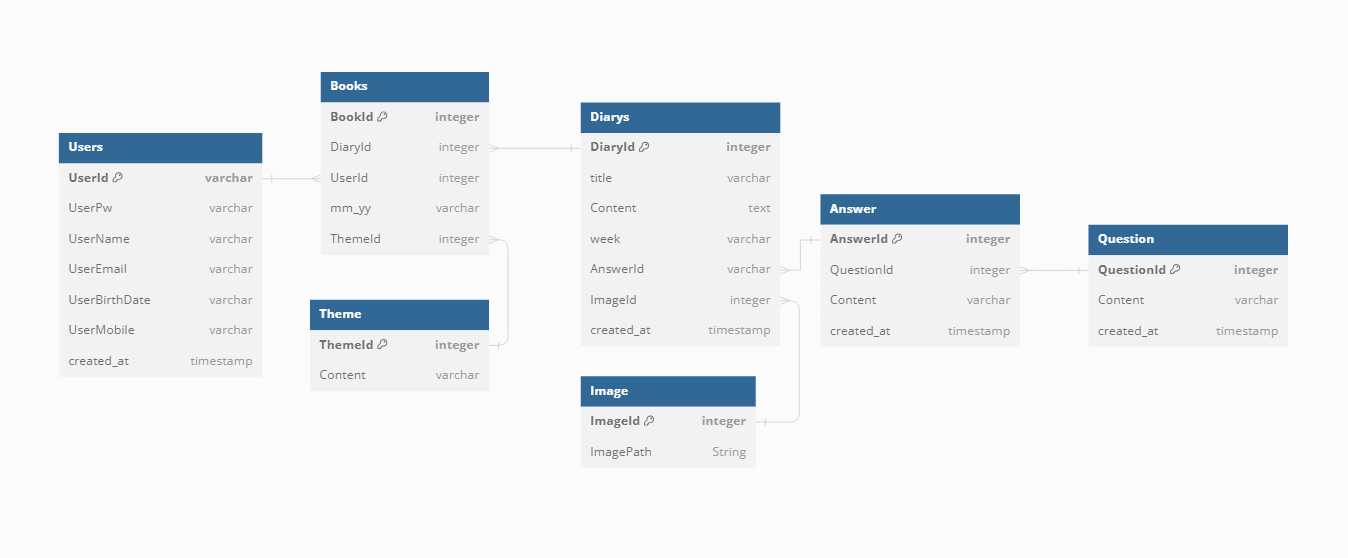 Users
UserId varchar
UserPw varchar
UserName varchar
UserEmail varchar
UserBirthDate varchar
UserMobile varchar
created_at timestamp
Books
BookId integer
DiaryId integer
UserId integer
mm_yy varchar
ThemeId integer
Theme
ThemeId integer
Content varchar
Diarys
DiaryId integer
title varchar
Content text
week varchar
AnswerId varchar
ImageId integer
created_at timestamp
Image
ImageId integer
ImagePath String
Answer
AnswerId integer
QuestionId integer
Content varchar
created_at timestamp
Question
QuestionId integer
Content varchar
created_at timestamp